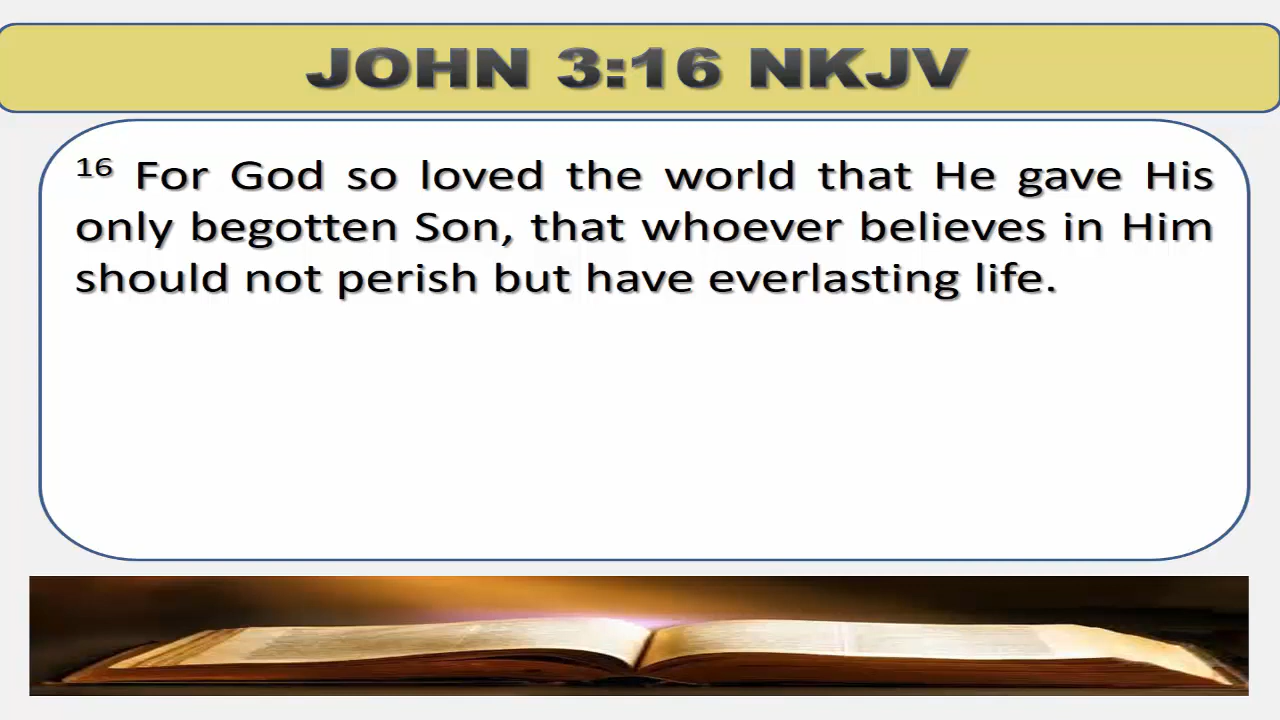 JOHN 3:16 NKJV
16 For God so loved the world that He gave His
only begotten Son, that whoever believes in Him
should not perish but have everlasting life.